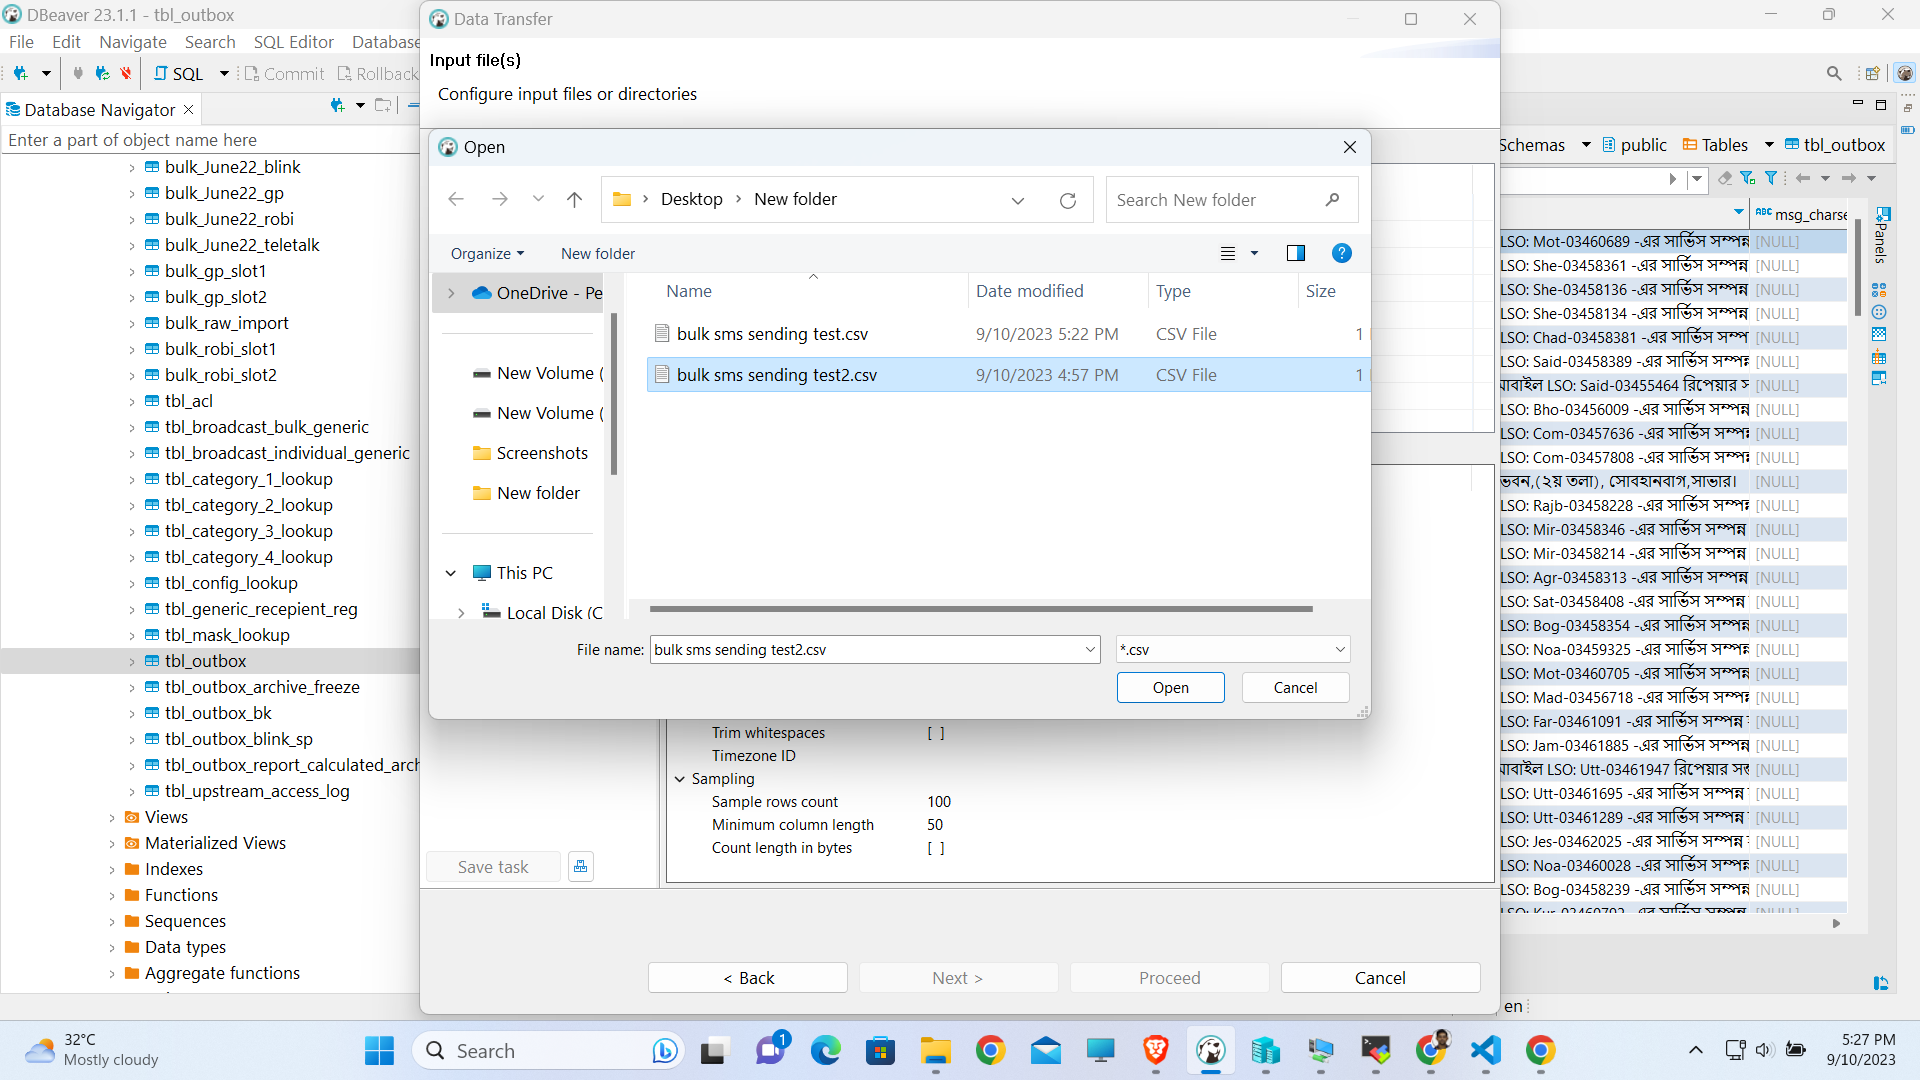 DBeaver 23.1.1 - tbl_outbox
File Edit Navigate Search SQL Editor Database
SQL Commit Rollback
Database Navigator
Enter a part of object name here
bulk_June22_blink
bulk_June22_gp
bulk_June22_robi
bulk_June22_teletalk
bulk_gp_slot1
bulk_gp_slot2
bulk_raw_import
bulk_robi_slot1
bulk_robi_slot2
tbl_acl
tbl_broadcast_bulk_generic
tbl_broadcast_individual_generic
tbl_category_1_lookup
tbl_category_2_lookup
tbl_category_3_lookup
tbl_category_4_lookup
tbl_config_lookup
tbl_generic_recepient_reg
tbl_mask_lookup
tbl_outbox
tbl_outbox_archive_freeze
tbl_outbox_bk
tbl_outbox_blink_sp
tbl_outbox_report_calculated_arch
tbl_upstream_access_log
Views
Materialized Views
Indexes
Functions
Sequences
Data types
Aggregate functions
Data Transfer
Input file(s)
Configure input files or directories
Open
Desktop > New folder
Search New folder
Organize
New folder
OneDrive - Pe
New Volume (
New Volume (
Screenshots
New folder
This PC
Local Disk (C
Name Date modified Type Size
bulk sms sending test.csv 9/10/2023 5:22 PM CSV File 1
bulk sms sending test2.csv 9/10/2023 4:57 PM CSV File 1
File name: bulk sms sending test2.csv *.csv
Open Cancel
Trim whitespaces [ ]
Timezone ID
Sampling
Sample rows count 100
Minimum column length 50
Count length in bytes [ ]
Save task
< Back Next > Proceed Cancel
Schemas public Tables tbl_outbox
ABC msg_charse
Panels
LSO: Mot-03460689 -এর সার্ভিস সম্পন্ন [NULL]
LSO: She-03458361 -এর সার্ভিস সম্পন্ন [NULL]
LSO: She-03458136 -এর সার্ভিস সম্পন্ন [NULL]
LSO: She-03458134 -এর সার্ভিস সম্পন্ন [NULL]
LSO: Chad-03458381 -এর সার্ভিস সম্প [NULL]
LSO: Said-03458389 -এর সার্ভিস সম্পন্ন [NULL]
মোবাইল LSO: Said-03455464 রিপেয়ার স [NULL]
LSO: Bho-03456009 -এর সার্ভিস সম্পন্ন [NULL]
LSO: Com-03457636 -এর সার্ভিস সম্পন্ন [NULL]
LSO: Com-03457808 -এর সার্ভিস সম্পন্ন [NULL]
ভবন,(২য় তলা), সোবহানবাগ,সাভার। [NULL]
LSO: Rajb-03458228 -এর সার্ভিস সম্পন্ন [NULL]
LSO: Mir-03458346 -এর সার্ভিস সম্পন্ন [NULL]
LSO: Mir-03458214 -এর সার্ভিস সম্পন্ন [NULL]
LSO: Agr-03458313 -এর সার্ভিস সম্পন্ন [NULL]
LSO: Sat-03458408 -এর সার্ভিস সম্পন্ন [NULL]
LSO: Bog-03458354 -এর সার্ভিস সম্পন্ন [NULL]
LSO: Noa-03459325 -এর সার্ভিস সম্পন্ন [NULL]
LSO: Mot-03460705 -এর সার্ভিস সম্পন্ন [NULL]
LSO: Mad-03456718 -এর সার্ভিস সম্পন্ন [NULL]
LSO: Far-03461091 -এর সার্ভিস সম্পন্ন [NULL]
LSO: Jam-03461885 -এর সার্ভিস সম্পন্ন [NULL]
মোবাইল LSO: Utt-03461947 রিপেয়ার সম্প [NULL]
LSO: Utt-03461695 -এর সার্ভিস সম্পন্ন [NULL]
LSO: Utt-03461289 -এর সার্ভিস সম্পন্ন [NULL]
LSO: Jes-03462025 -এর সার্ভিস সম্পন্ন [NULL]
LSO: Noa-03460028 -এর সার্ভিস সম্পন্ন [NULL]
LSO: Bog-03458239 -এর সার্ভিস সম্পন্ন [NULL]
en
32°C
Mostly cloudy
Search
1
5:27 PM
9/10/2023